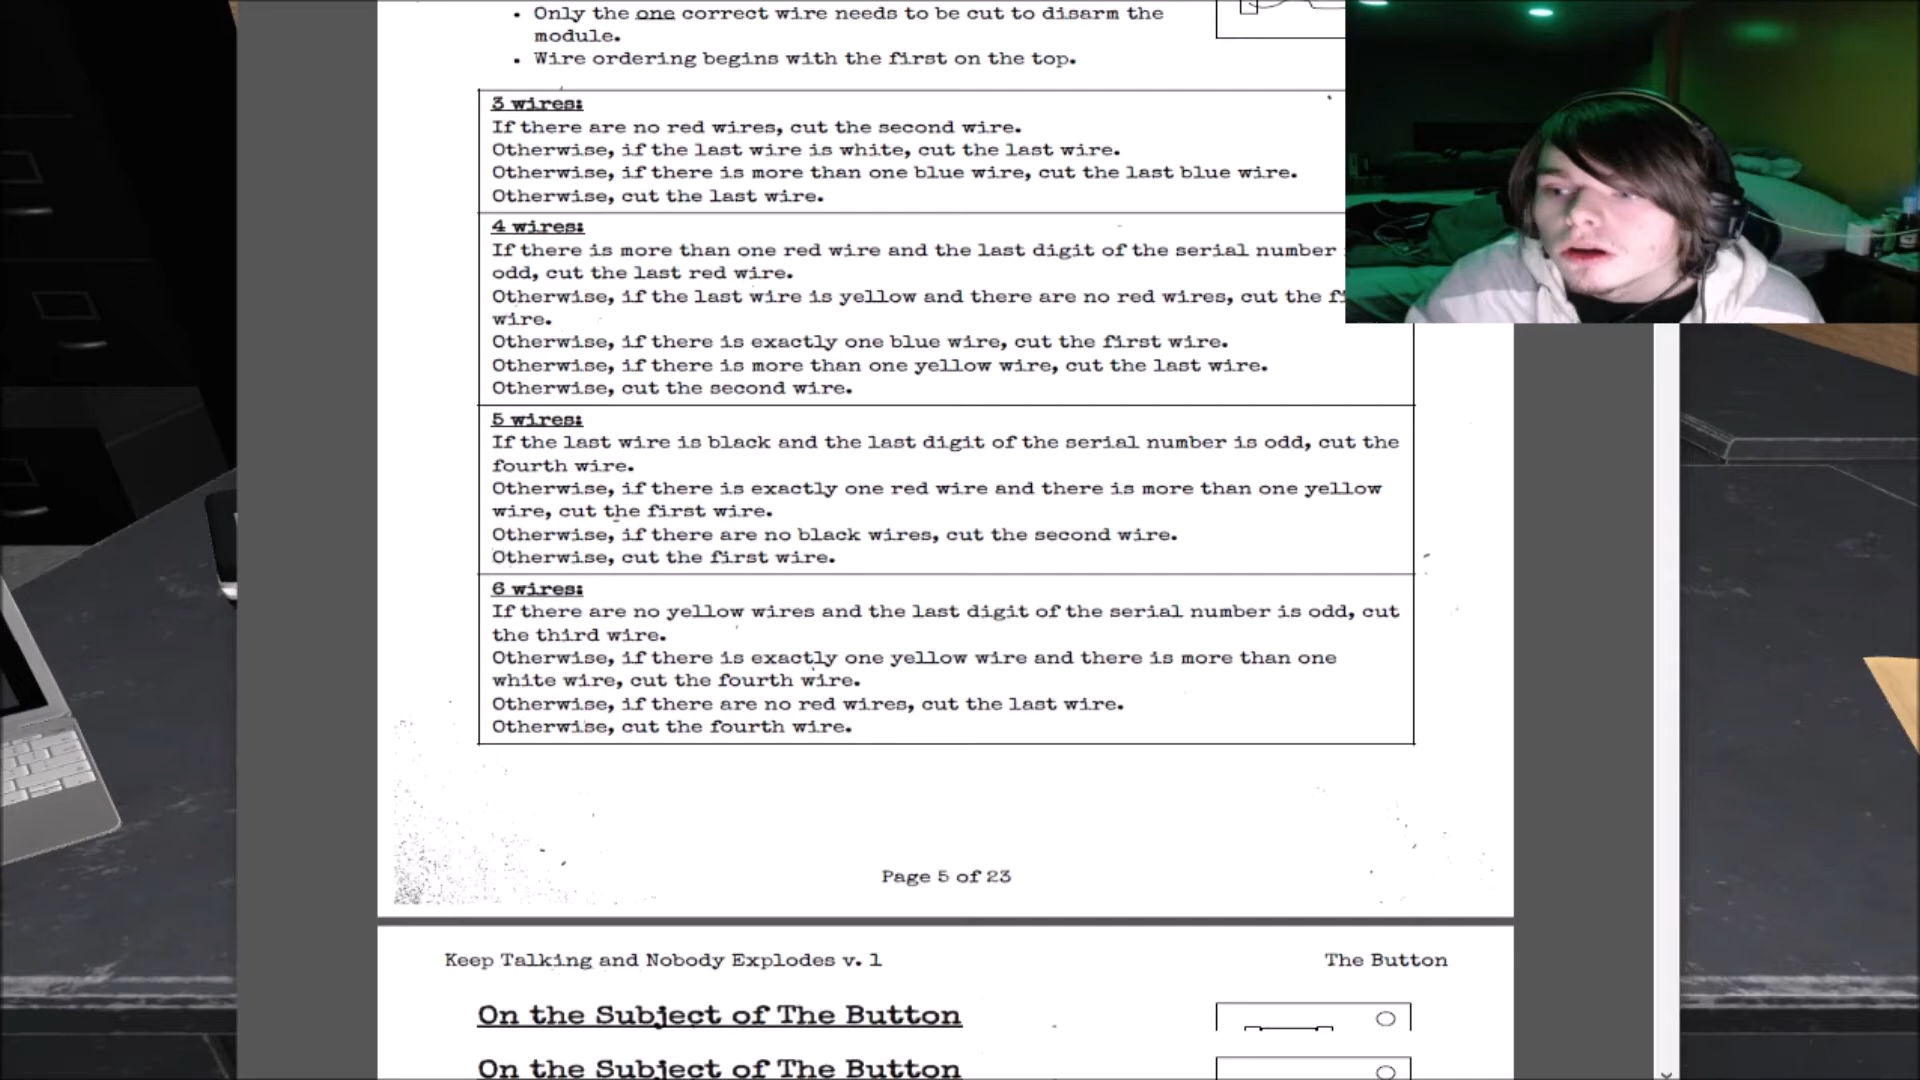 • Only the one correct wire needs to be cut to disarm the
module.
• Wire ordering begins with the first on the top.
3 wires:
If there are no red wires, cut the second wire.
Otherwise, if the last wire is white, cut the last wire.
Otherwise, if there is more than one blue wire, cut the last blue wire.
Otherwise, cut the last wire.
4 wires:
If there is more than one red wire and the last digit of the serial number
odd, cut the last red wire.
Otherwise, if the last wire is yellow and there are no red wires, cut the
wire.
Otherwise, if there is exactly one blue wire, cut the first wire.
Otherwise, if there is more than one yellow wire, cut the last wire.
Otherwise, cut the second wire.
5 wires:
If the last wire is black and the last digit of the serial number is odd, cut the
fourth wire.
Otherwise, if there is exactly one red wire and there is more than one yellow
wire, cut the first wire.
Otherwise, if there are no black wires, cut the second wire.
Otherwise, cut the first wire.
6 wires:
If there are no yellow wires and the last digit of the serial number is odd, cut
the third wire.
Otherwise, if there is exactly one yellow wire and there is more than one
white wire, cut the fourth wire.
Otherwise, if there are no red wires, cut the last wire.
Otherwise, cut the fourth wire.
Page 5 of 23
Keep Talking and Nobody Explodes v. 1
The Button
On the Subject of The Button
On the Subject of The Button